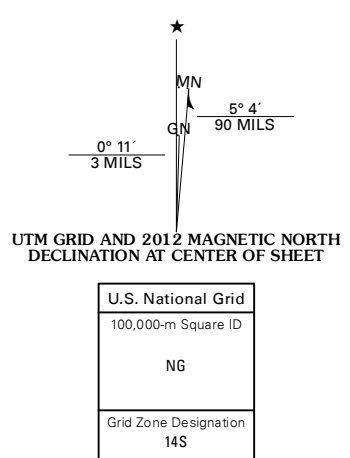 MN
5° 4´
90 MILS
GN
0° 11´
3 MILS
UTM GRID AND 2012 MAGNETIC NORTH
DECLINATION AT CENTER OF SHEET
U.S. National Grid
100,000-m Square ID
NG
Grid Zone Designation
14S